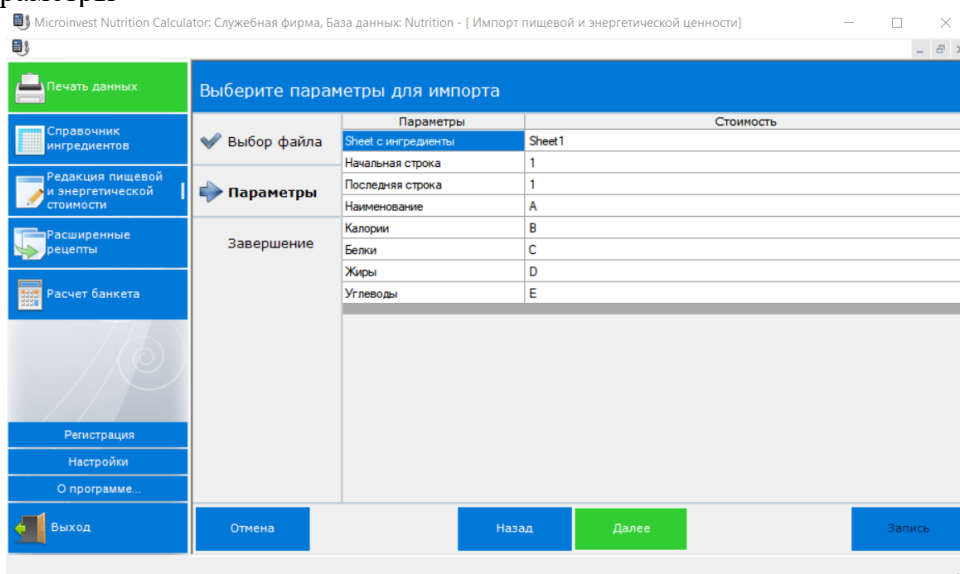 Microinvest Nutrition Calculator: Служебная фирма, База данных: Nutrition - [ Импорт пищевой и энергетической ценности]
Печать данных
Справочник
ингредиентов
Редакция пищевой
и энергетической
стоимости
Расширенные
рецепты
Расчет банкета
Регистрация
Настройки
О программе...
Выход
Выберите параметры для импорта
Выбор файла
Параметры
Завершение
Параметры Стоимость
Sheet с ингредиенты Sheet1
Начальная строка 1
Последняя строка 1
Наименование A
Калории B
Белки C
Жиры D
Углеводы E
Отмена
Назад
Далее
Запись